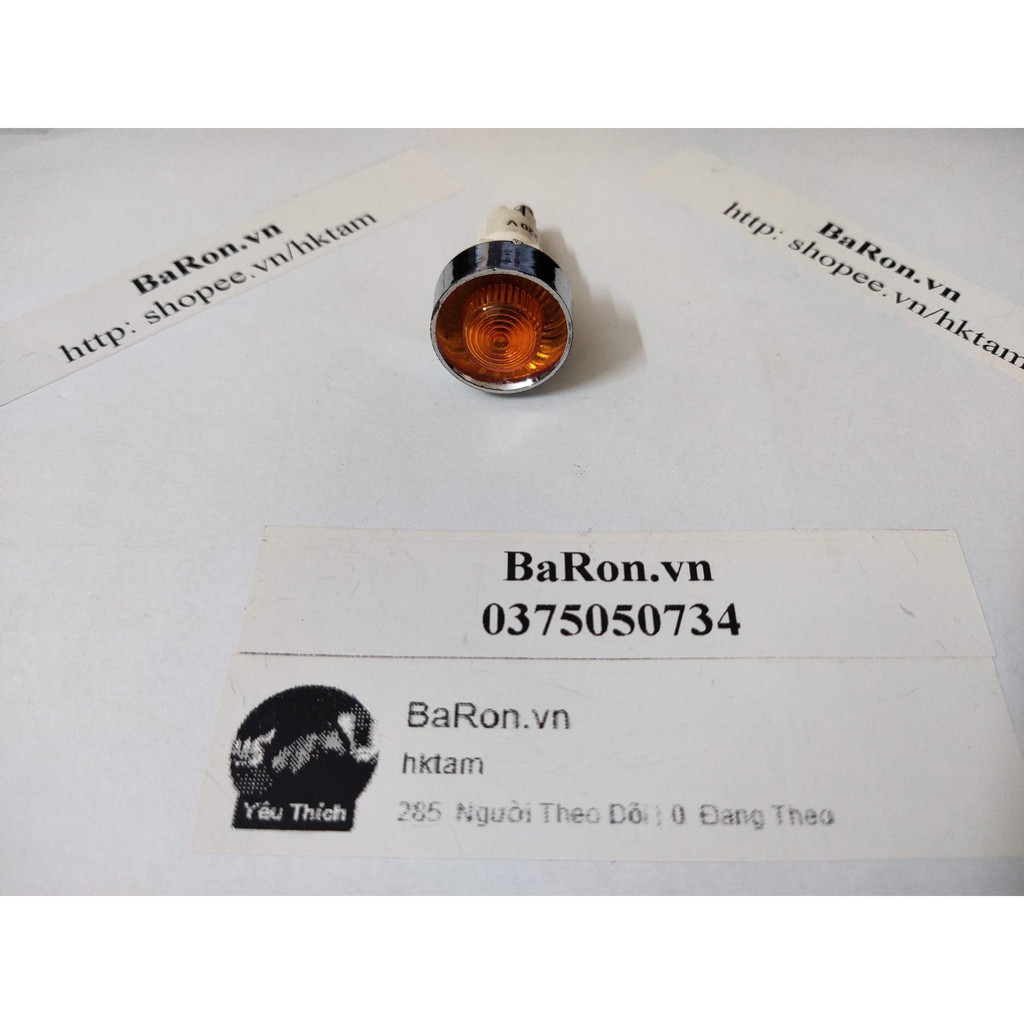 BaRon.vn
http: shopee.vn/hktam
BaRon.vn
http: shopee.vn/hktam
BaRon.vn
0375050734
BaRon.vn
hktam
Yêu Thích
285 Người Theo Dõi | 0 Đang Theo